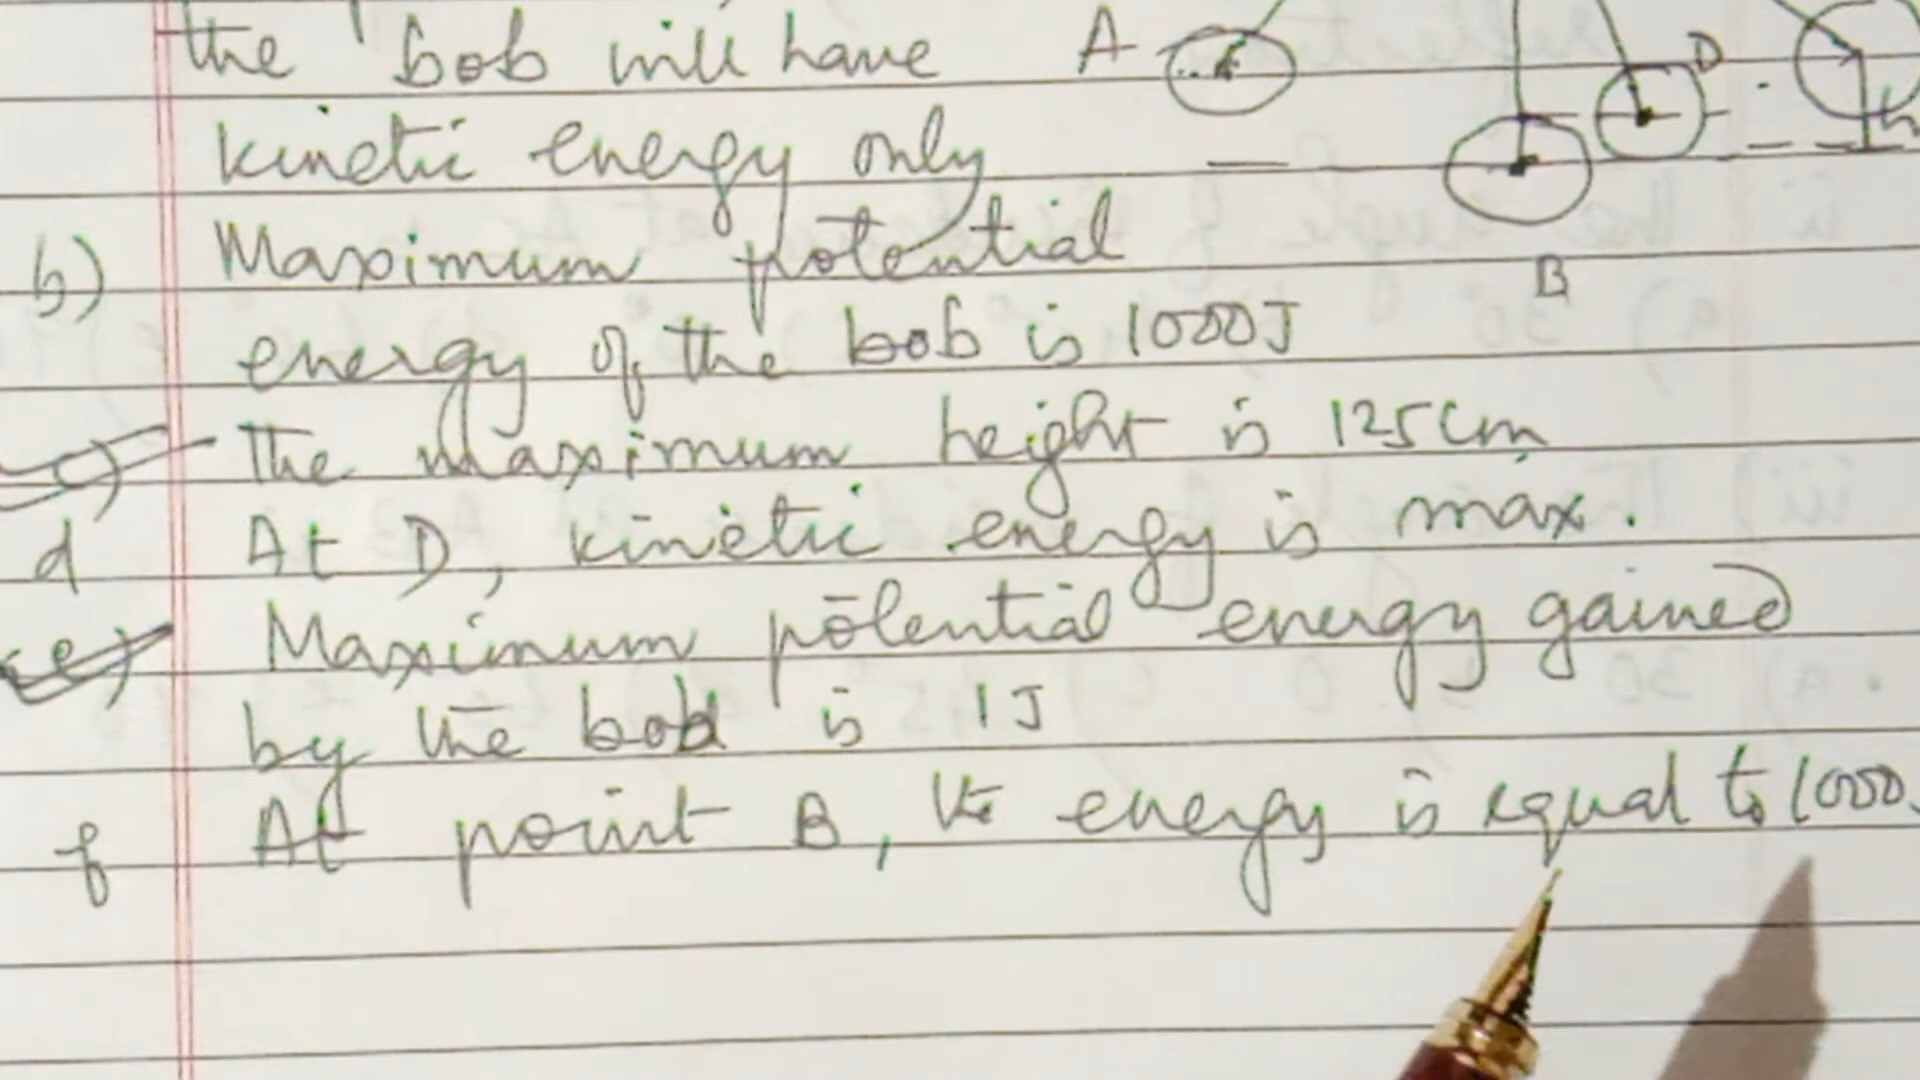 the bob will have
kinetic energy only
b) Maximum potential
energy of the bob is 1000J
c) The maximum height is 125cm
d At D, kinetic energy is max.
e) Maximum potential energy gained
by the bob is 1J
f At point B, the energy is equal to 1000
A
D
h
B